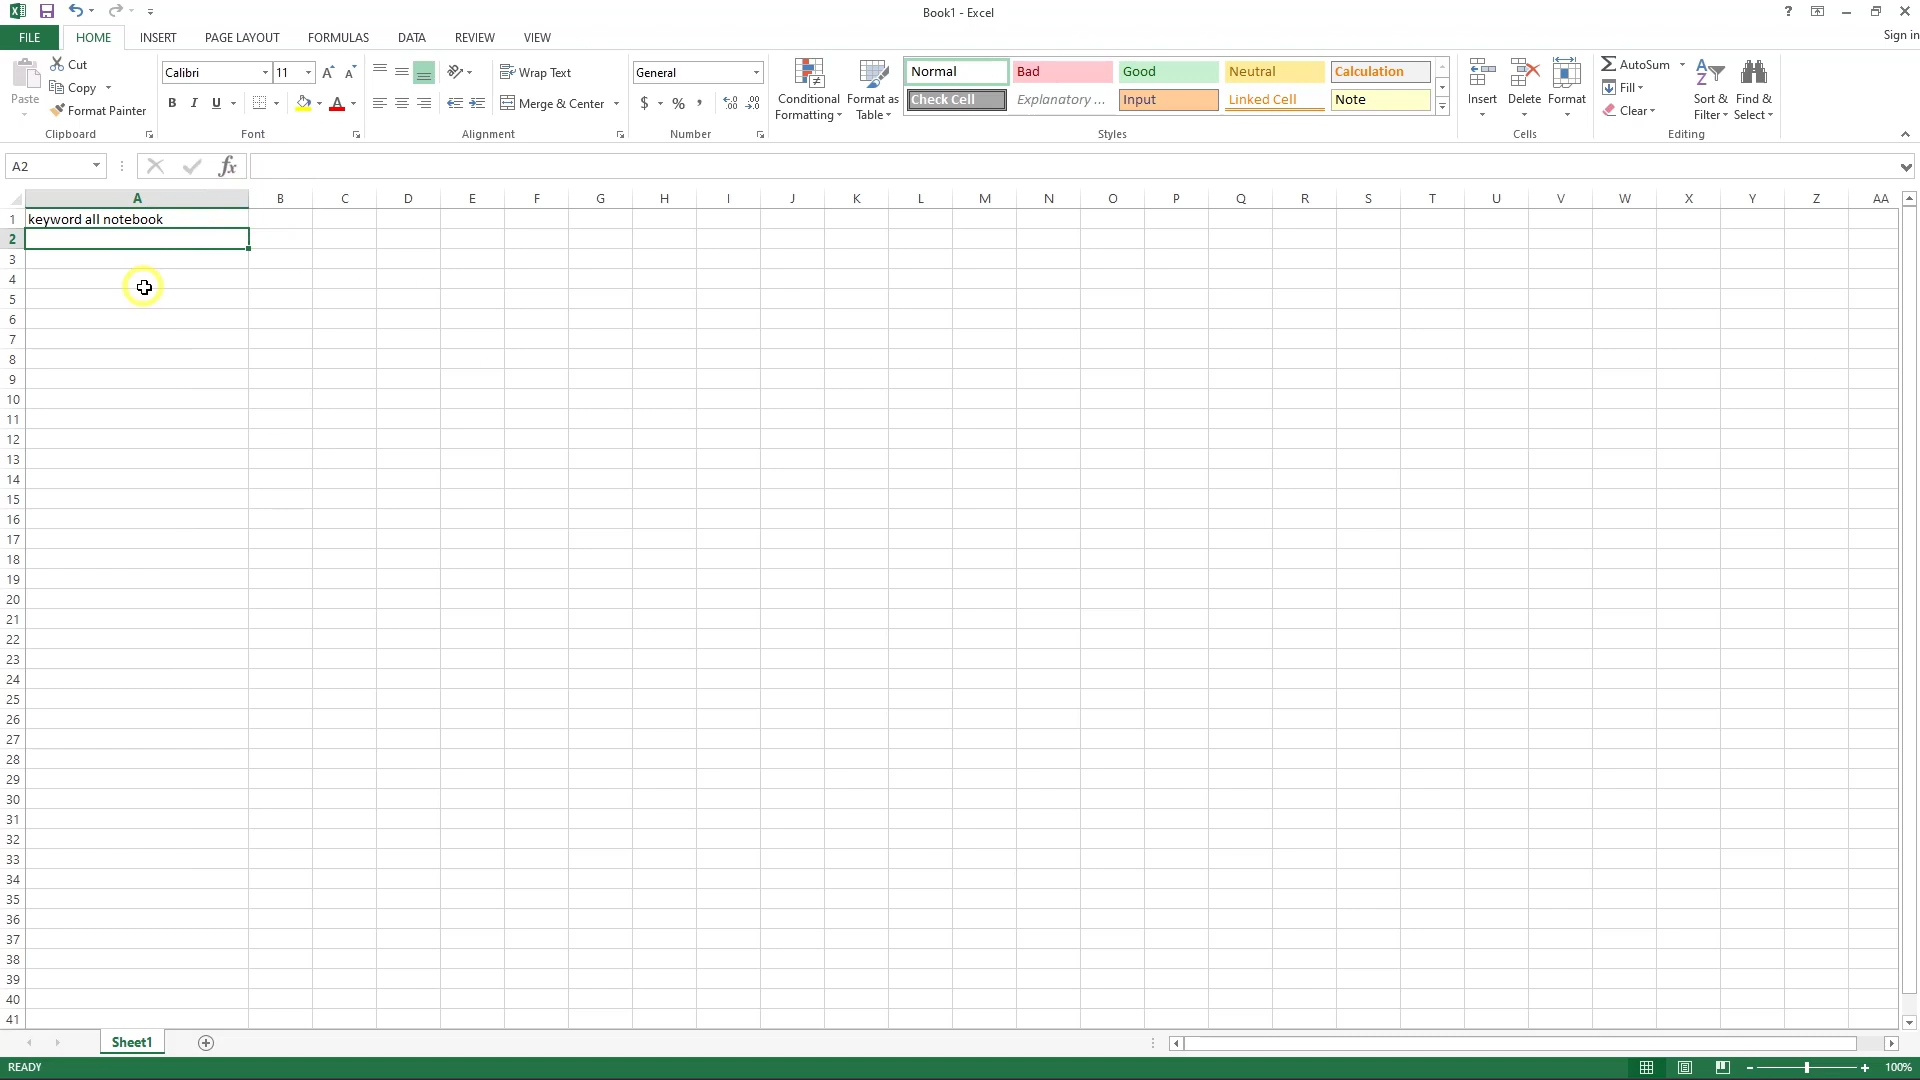 Book1 - Excel
Sign in
FILE HOME INSERT PAGE LAYOUT FORMULAS DATA REVIEW VIEW
Paste
Cut
Copy
Format Painter
Clipboard
Calibri 11
B I U
Font
Wrap Text
Merge & Center
Alignment
General
$ % ,
Number
Conditional Formatting
Format as Table
Normal Bad Good Neutral Calculation
Check Cell Explanatory ... Input Linked Cell Note
Styles
Insert Delete Format
Cells
AutoSum
Fill
Clear
Sort & Filter
Find & Select
Editing
A2
fx
A B C D E F G H I J K L M N O P Q R S T U V W X Y Z AA
1 keyword all notebook
2
3
4
5
6
7
8
9
10
11
12
13
14
15
16
17
18
19
20
21
22
23
24
25
26
27
28
29
30
31
32
33
34
35
36
37
38
39
40
41
Sheet1
READY
100%